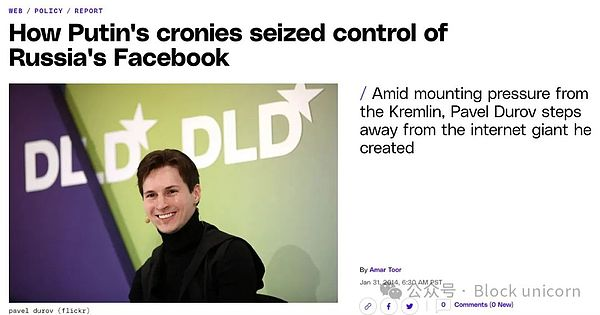 WEB / POLICY / REPORT
How Putin's cronies seized control of
Russia's Facebook
DLD
DLD
/ Amid mounting pressure from
the Kremlin, Pavel Durov steps
away from the internet giant he
created
By Amar Toor
Jan 31, 2014, 6:30 AM PST
公众号 · Block unicorn
0 Comments (0 New)
pavel durov (flickr)